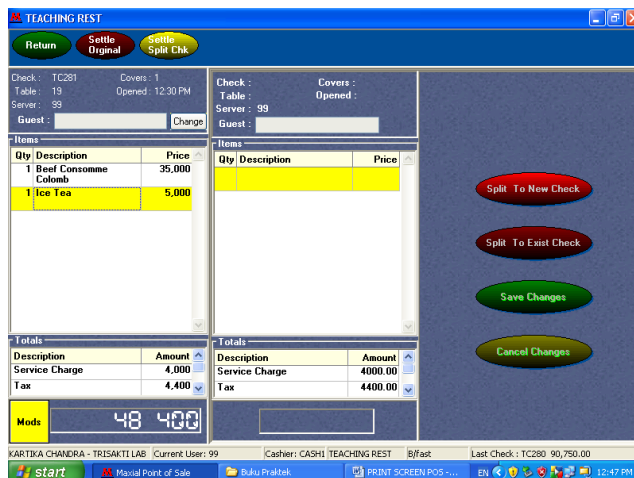 TEACHING REST
Return
Settle
Orginal
Settle
Split Chk
Check : TC281 Covers : 1
Table : 19 Opened : 12:30 PM
Server : 99
Guest : Change
Items
Qty Description Price
1 Beef Consomme 35,000
Colomb
1 Ice Tea 5,000
Totals
Description Amount
Service Charge 4,000
Tax 4,400
Mods 48 400
Check : Covers :
Table : Opened :
Server : 99
Guest :
Items
Qty Description Price
Totals
Description Amount
Service Charge 4000.00
Tax 4400.00
Split To New Check
Split To Exist Check
Save Changes
Cancel Changes
KARTIKA CHANDRA - TRISAKTI LAB Current User: 99 Cashier: CASH1 TEACHING REST B/fast Last Check : TC280 90,750.00
start Maxial Point of Sale Buku Praktek PRINT SCREEN POS -... EN 12:47 PM